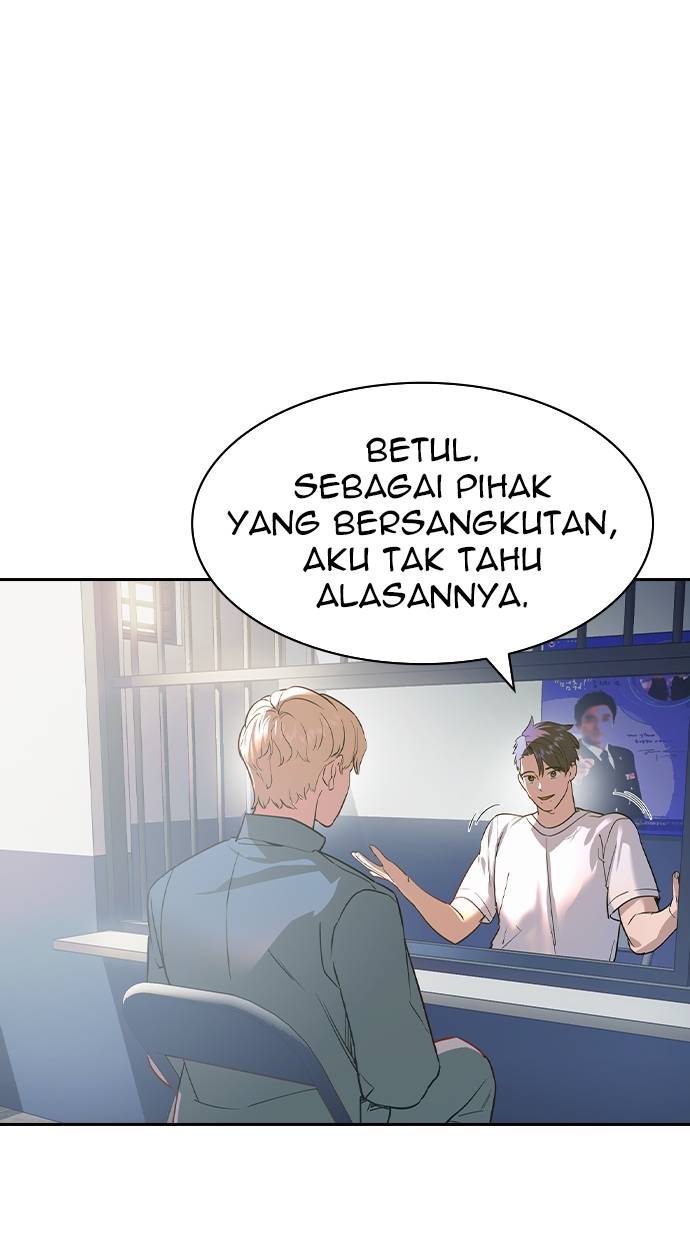 BETUL.
SEBAGAI PIHAK
YANG BERSANGKUTAN,
AKU TAK TAHU
ALASANNYA.